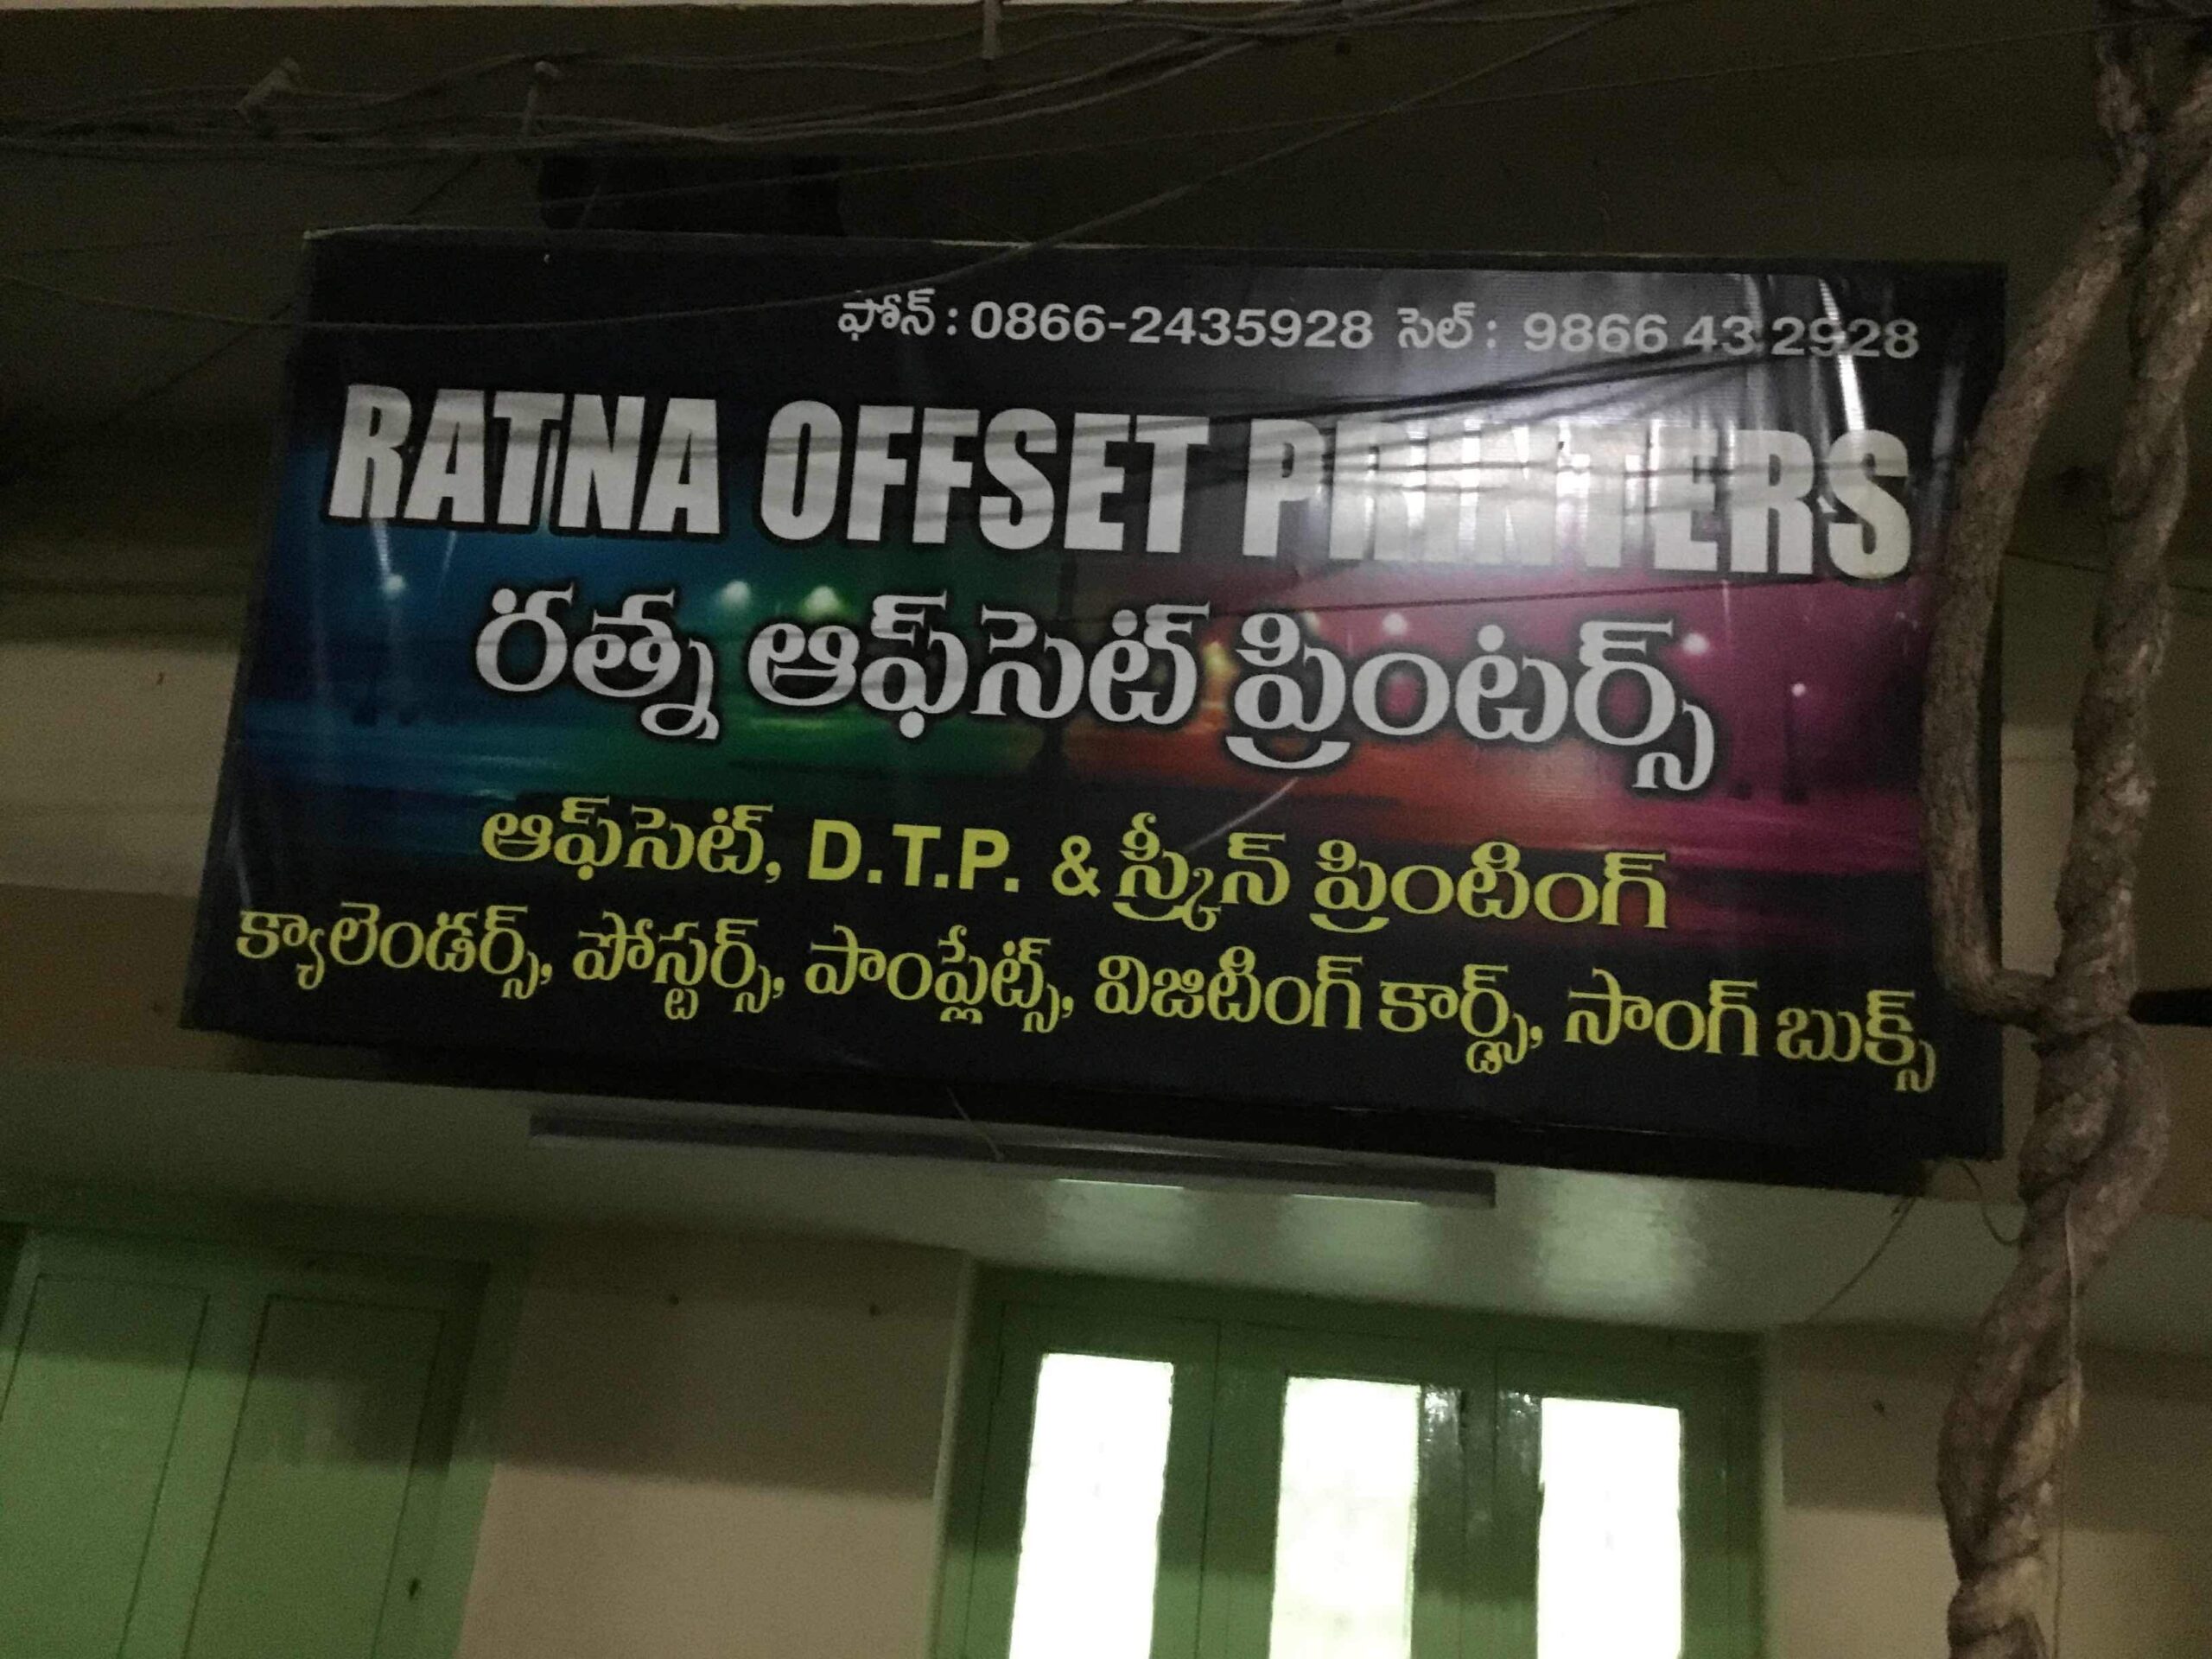 ఫోన్ : 0866-2435928 సెల్ : 9866 43 2928
RATNA OFFSET PRINTERS
రత్న ఆఫ్‌సెట్ ప్రింటర్స్
ఆఫ్‌సెట్, D.T.P. & స్క్రీన్ ప్రింటింగ్
క్యాలెండర్స్, పోస్టర్స్, పాంప్లేట్స్, విజిటింగ్ కార్డ్స్, సాంగ్ బుక్స్